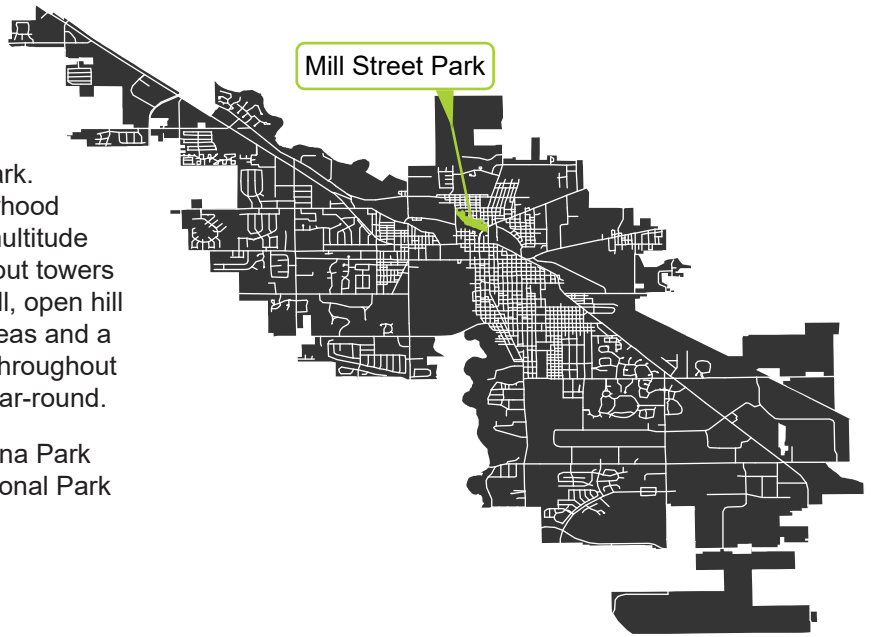 Mill Street Park
ark.
hood
ultitude
out towers
ll, open hill
eas and a
hroughout
ar-round.
na Park
onal Park